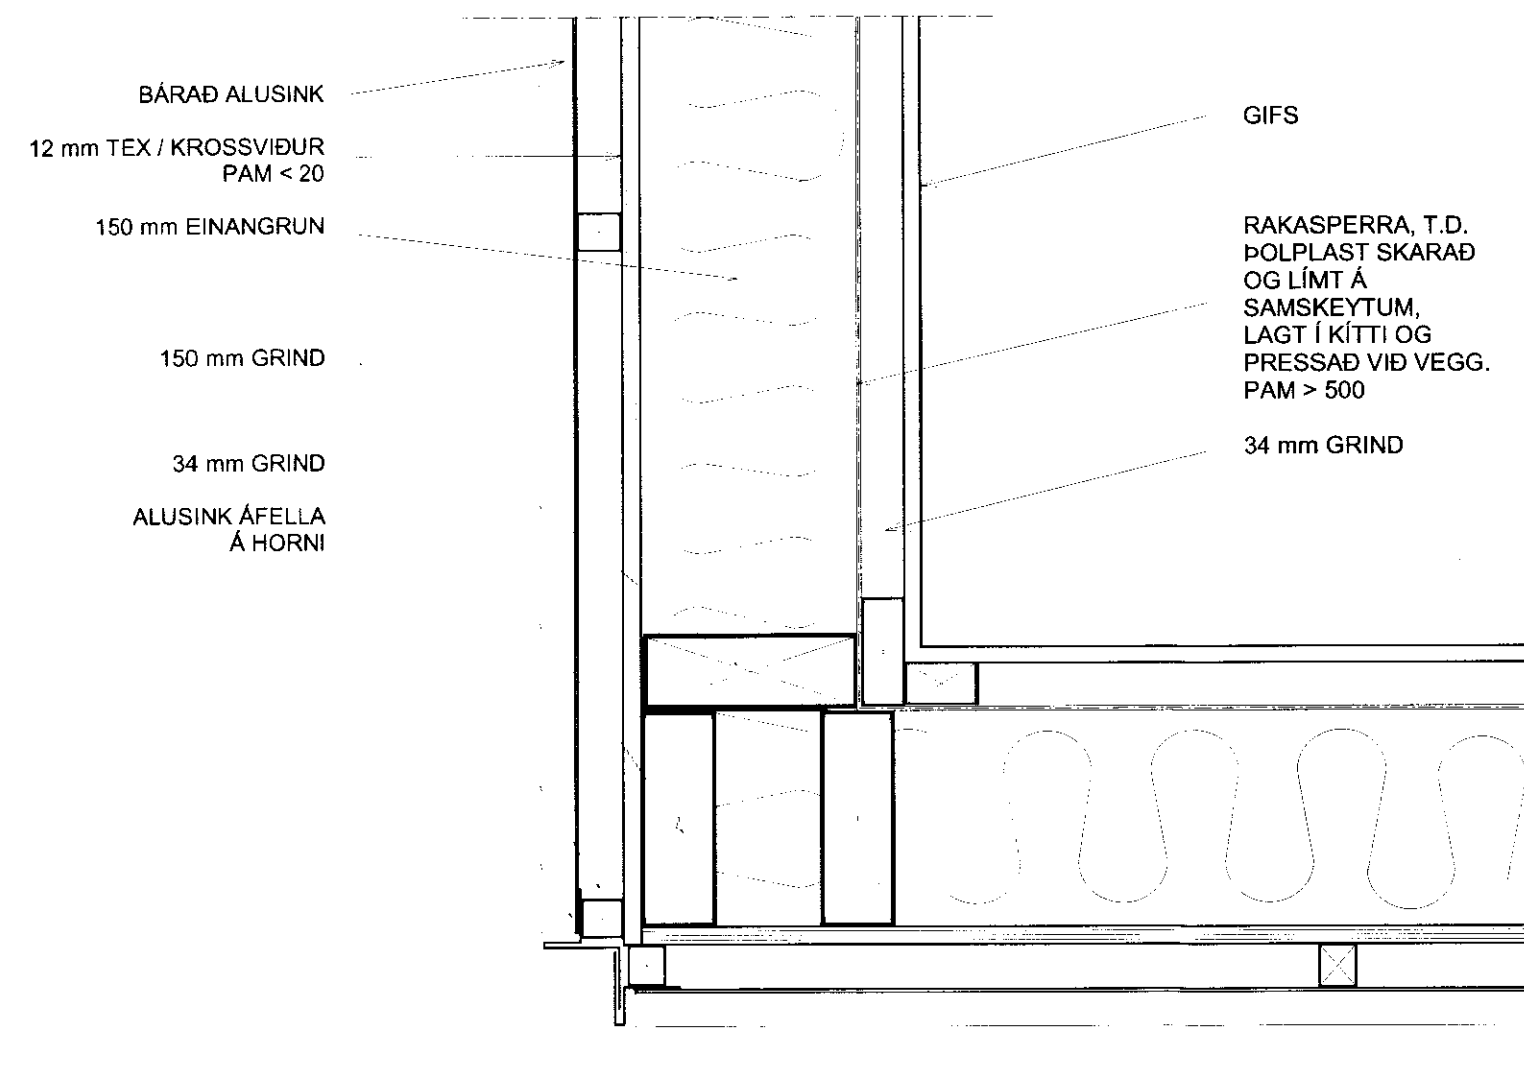 BÁRAÐ ALUSINK
12 mm TEX / KROSSVIÐUR
PAM < 20
150 mm EINANGRUN
150 mm GRIND
34 mm GRIND
ALUSINK ÁFELLA
Á HORNI
GIFS
RAKASPERRA, T.D.
ÞOLPLAST SKARAÐ
OG LÍMT Á
SAMSKEYTUM,
LAGT Í KÍTTI OG
PRESSAÐ VIÐ VEGG.
PAM > 500
34 mm GRIND